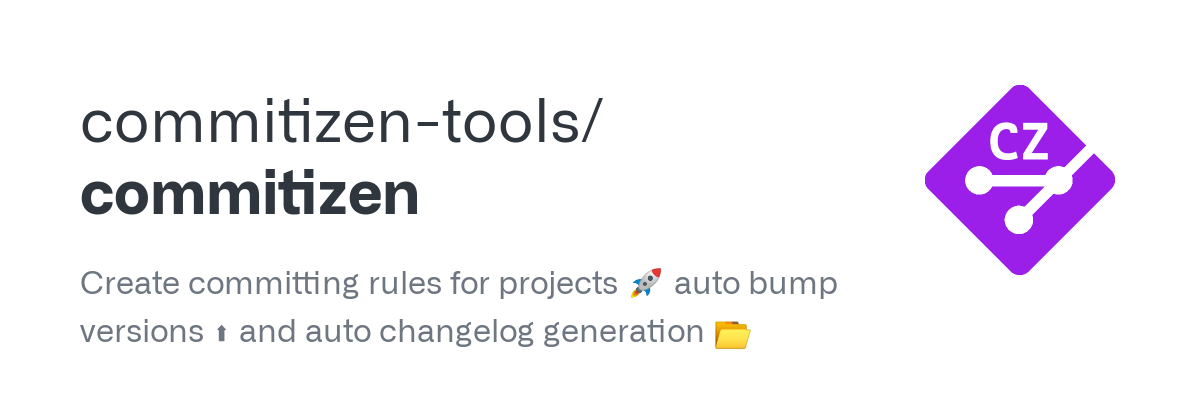 commitizen-tools/
commitizen
Create committing rules for projects 🚀 auto bump
versions ⬆ and auto changelog generation 📂
CZ